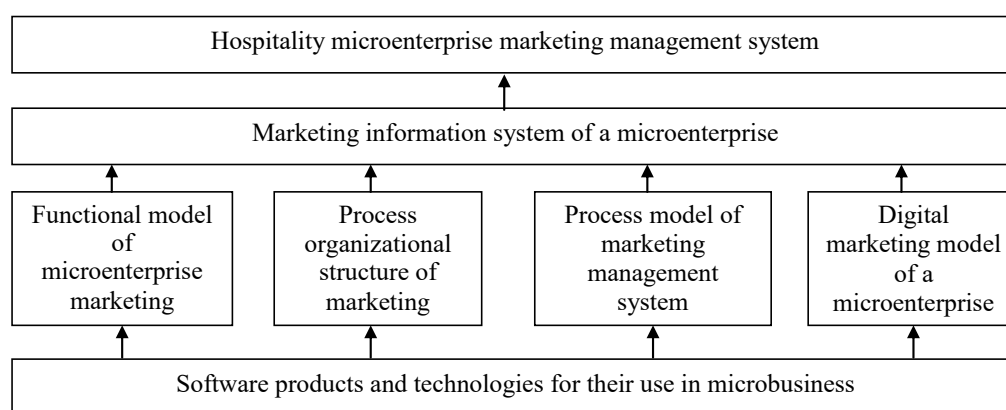 Hospitality microenterprise marketing management system
Marketing information system of a microenterprise
Functional model
of
microenterprise
marketing
Process
organizational
structure of
marketing
Process model of
marketing
management
system
Digital
marketing model
of a
microenterprise
Software products and technologies for their use in microbusiness